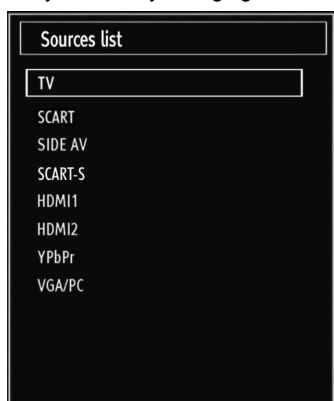 Sources list
TV
SCART
SIDE AV
SCART-S
HDMI1
HDMI2
YPbPr
VGA/PC